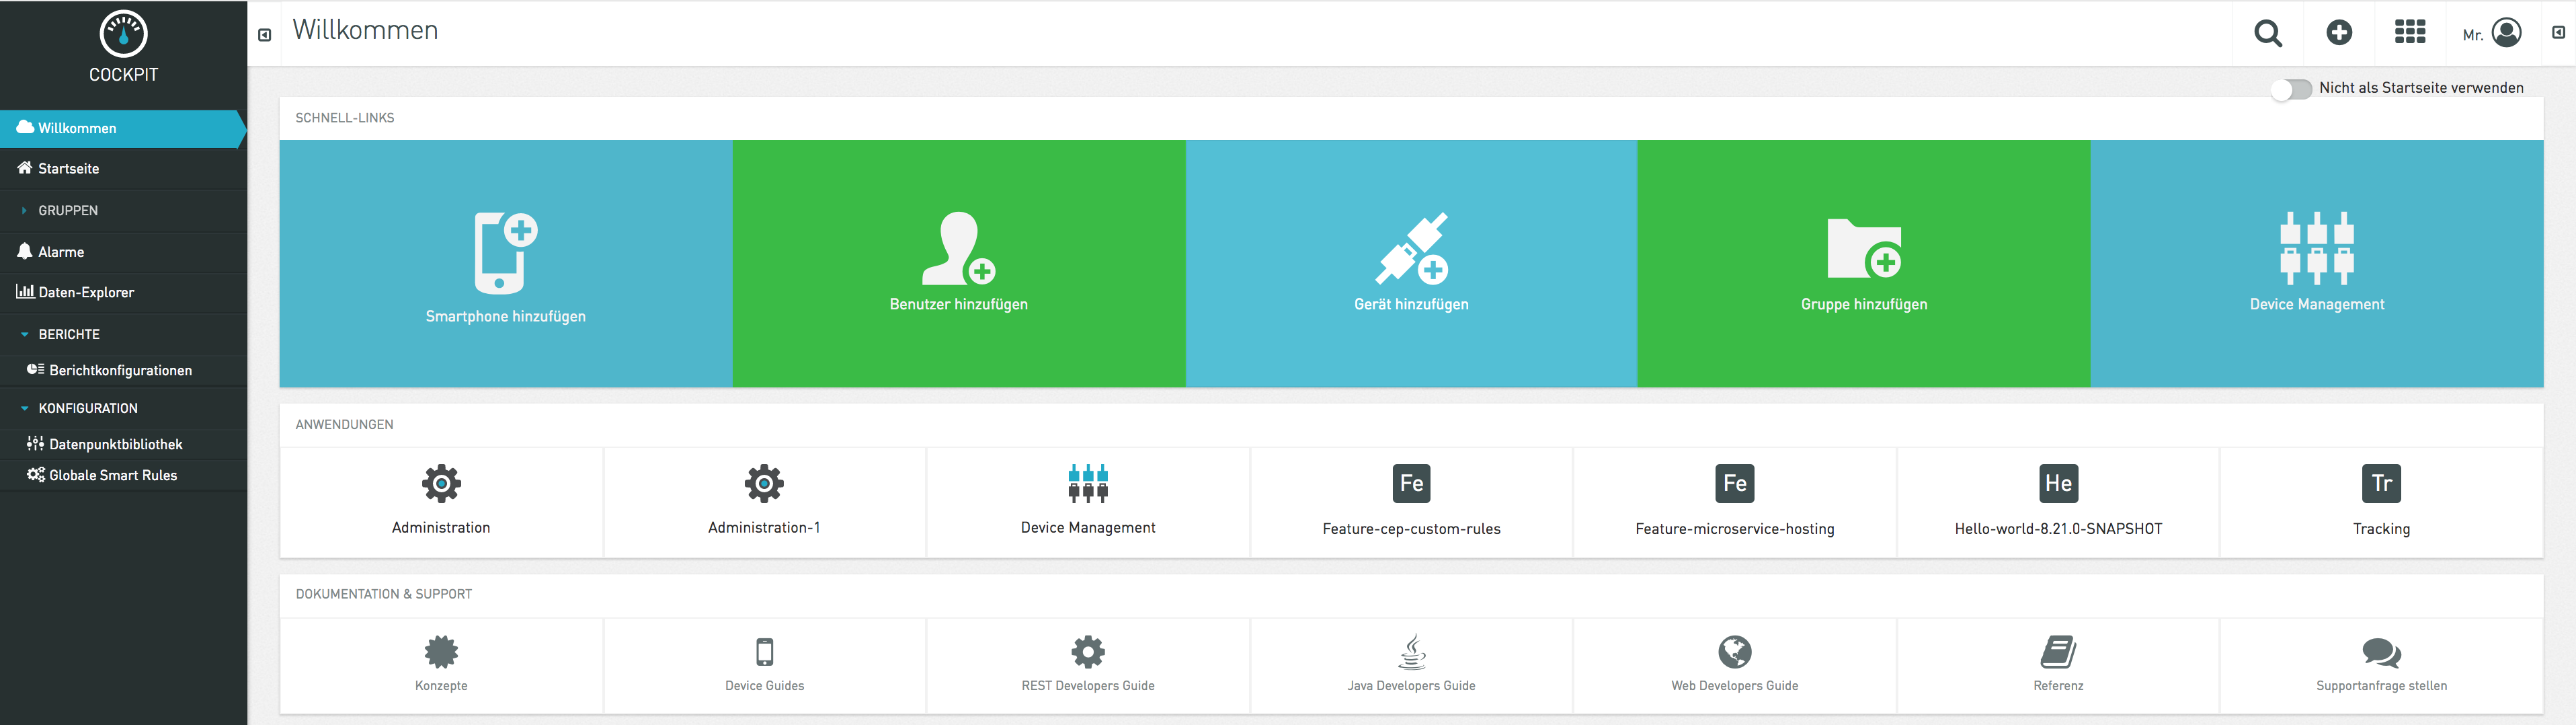 COCKPIT
Willkommen
Startseite
GRUPPEN
Alarme
Daten-Explorer
BERICHTE
Berichtkonfigurationen
KONFIGURATION
Datenpunktbibliothek
Globale Smart Rules
Willkommen
Mr.
Nicht als Startseite verwenden
SCHNELL-LINKS
Smartphone hinzufügen
Benutzer hinzufügen
Gerät hinzufügen
Gruppe hinzufügen
Device Management
ANWENDUNGEN
Administration
Administration-1
Device Management
Fe
Feature-cep-custom-rules
Fe
Feature-microservice-hosting
He
Hello-world-8.21.0-SNAPSHOT
Tr
Tracking
DOKUMENTATION & SUPPORT
Konzepte
Device Guides
REST Developers Guide
Java Developers Guide
Web Developers Guide
Referenz
Supportanfrage stellen